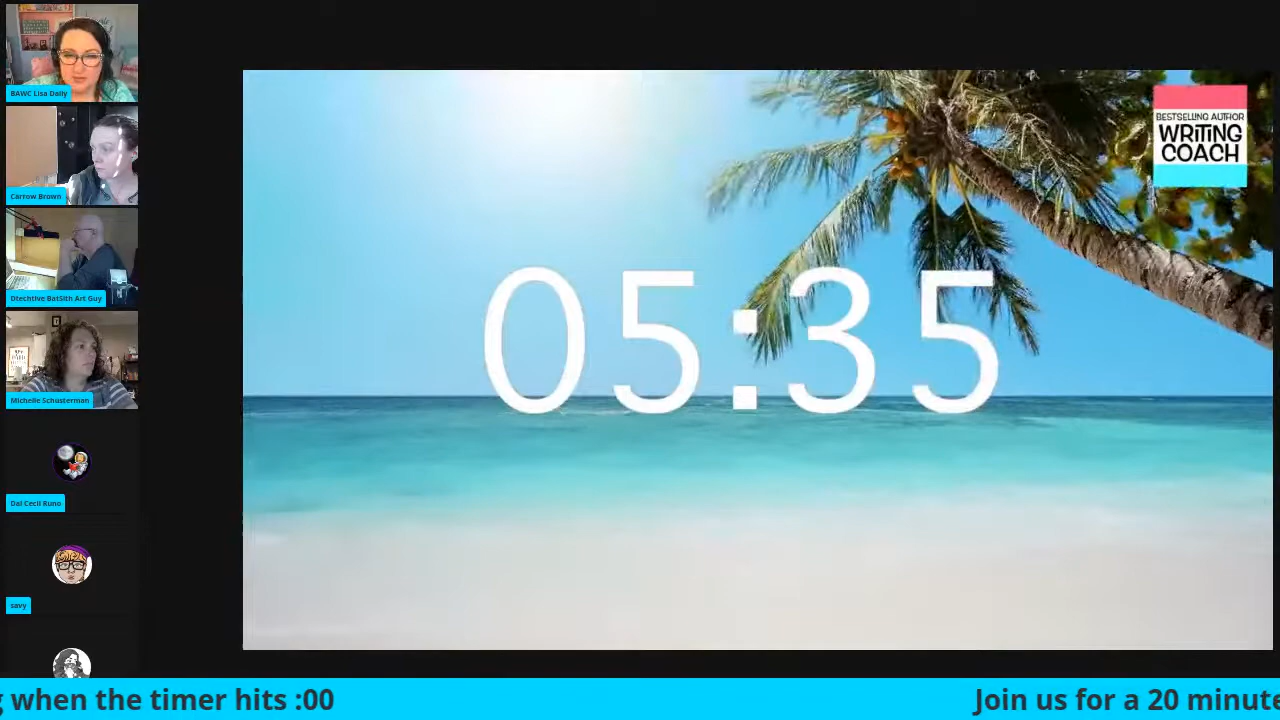 BAWC Lisa Daily
Carrow Brown
Dtechtive BatSith Art Guy
Michelle Schusterman
Dal Cecil Runo
savy
BESTSELLING AUTHOR
WRiTiNG
COACH
05:35
when the timer hits :00
Join us for a 20 minute